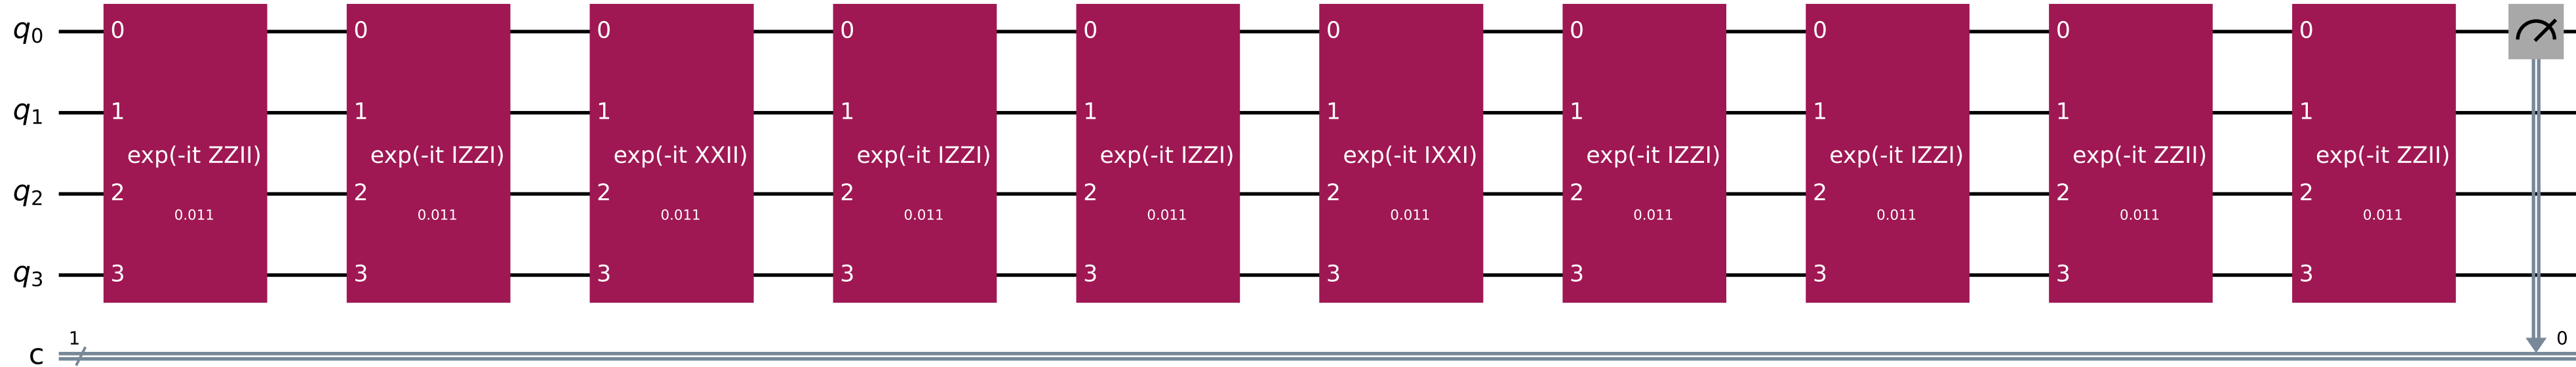 q0 0 0 0 0 0 0 0 0 0 0
q1 1 1 1 1 1 1 1 1 1 1
exp(-it ZZII) exp(-it IZZI) exp(-it XXII) exp(-it IZZI) exp(-it IZZI) exp(-it IXXI) exp(-it IZZI) exp(-it IZZI) exp(-it ZZII) exp(-it ZZII)
q2 2 2 2 2 2 2 2 2 2 2
0.011 0.011 0.011 0.011 0.011 0.011 0.011 0.011 0.011 0.011
q3 3 3 3 3 3 3 3 3 3 3
1 0
c